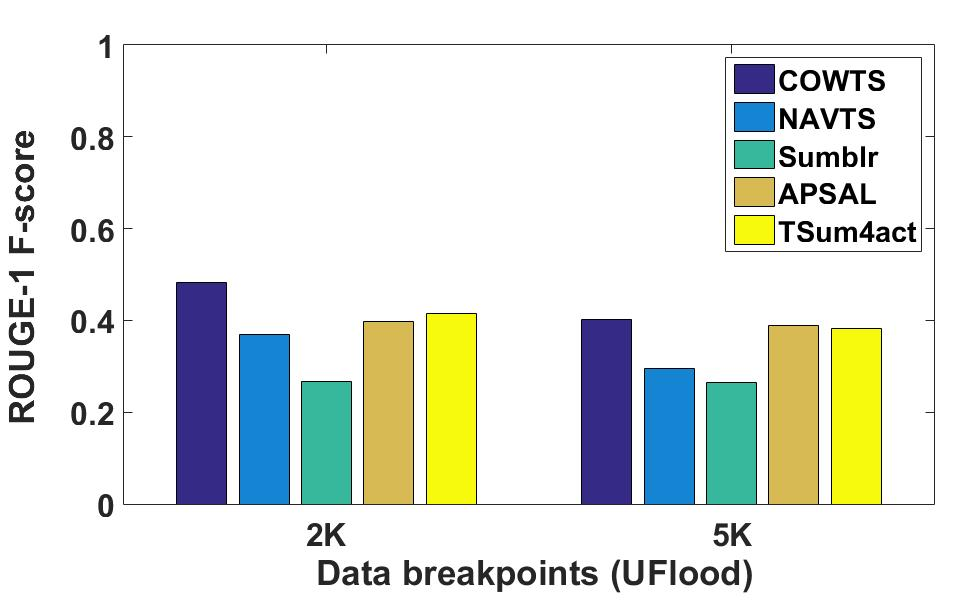 ROUGE-1 F-score
1
0.8
0.6
0.4
0.2
0
COWTS
NAVTS
Sumblr
APSAL
TSum4act
2K
5K
Data breakpoints (UFlood)